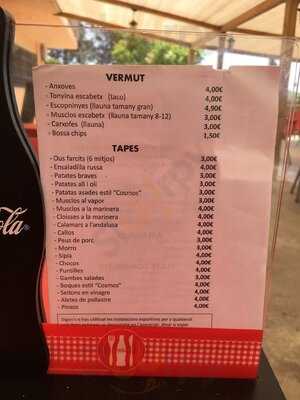 VERMUT
- Anxoves 4,00€
- Tonyina escabetx (taco) 4,00€
- Escopinyes (llauna tamany gran) 4,90€
- Musclos escabetx (llauna tamany 8-12) 3,00€
- Carxofes (llauna) 3,00€
- Bossa chips 1,50€
TAPES
- Ous farcits (6 mitjos) 3,00€
- Ensaladilla russa 4,00€
- Patates braves 3,00€
- Patates all i oli 3,00€
- Patates asades estil "Cosmos" 3,00€
- Musclos al vapor 3,00€
- Musclos a la marinera 4,00€
- Cloisses a la marinera 4,00€
- Calamars a l'andalusa 4,00€
- Callos 4,00€
- Peus de porc 3,00€
- Morro 3,00€
- Sipia 4,00€
- Chocos 4,00€
- Puntilles 4,00€
- Gambes salades 3,00€
- Seques estil "Cosmos" 4,00€
- Seitons en vinagre 4,00€
- Aletes de pollastre 4,00€
- Pinxos 4,00€